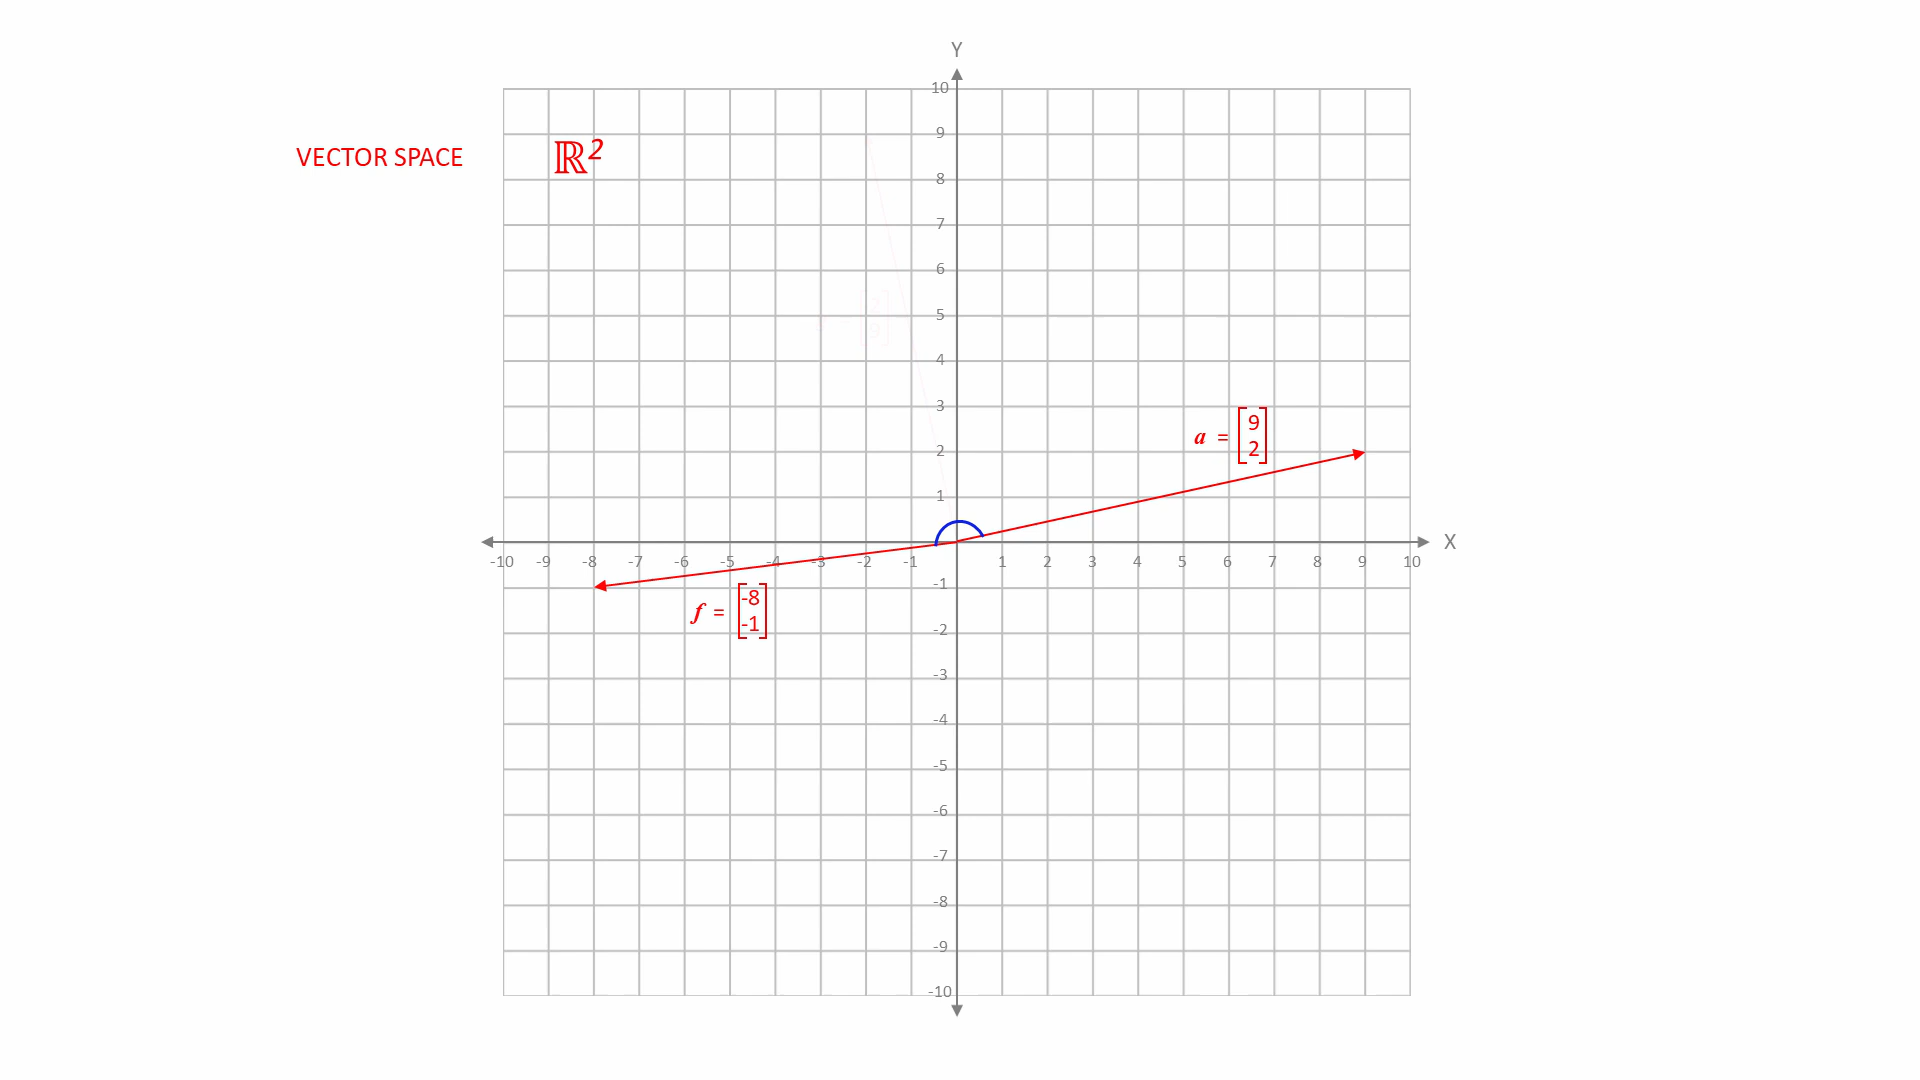 Y
VECTOR SPACE
ℝ²
10
9
8
7
6
5
4
3
2
1
a = [9 2]
X
-10 -9 -8 -7 -6 -5 -4 -3 -2 -1 1 2 3 4 5 6 7 8 9 10
f = [-8 -1]
-1
-2
-3
-4
-5
-6
-7
-8
-9
-10